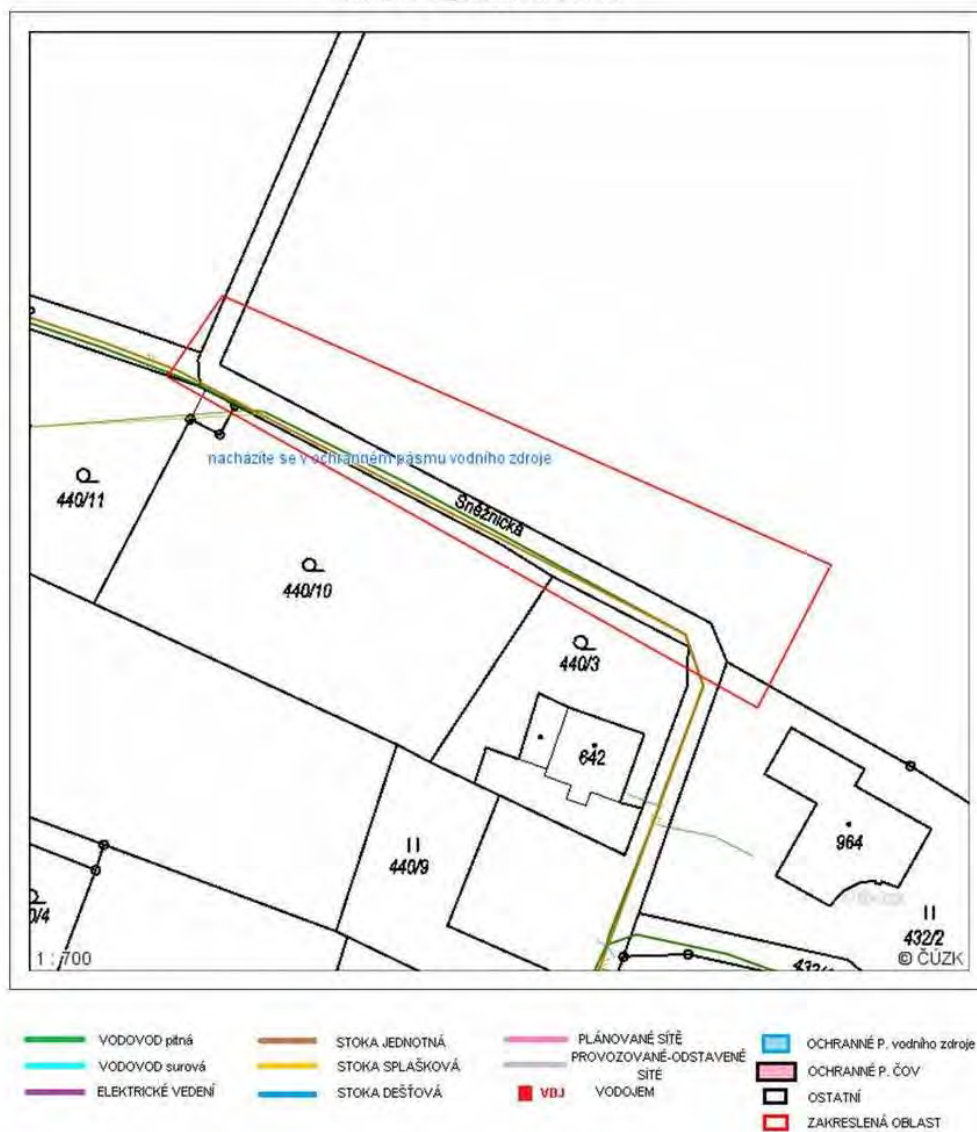 nacházíte se v ochranném pásmu vodního zdroje
Sněžnická
440/11
440/10
440/3
642
440/9
964
432/2
0/4
1 : 700
© ČÚZK
VODOVOD pitná
VODOVOD surová
ELEKTRICKÉ VEDENÍ
STOKA JEDNOTNÁ
STOKA SPLAŠKOVÁ
STOKA DEŠŤOVÁ
PLÁNOVANÉ SÍTĚ
PROVOZOVANÉ-ODSTAVENÉ
SÍTĚ
VDJ VODOJEM
OCHRANNÉ P. vodního zdroje
OCHRANNÉ P. ČOV
OSTATNÍ
ZAKRESLENÁ OBLAST